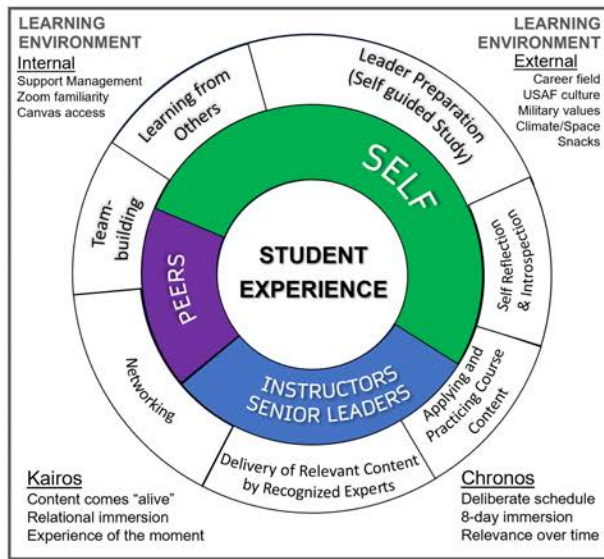 LEARNING
ENVIRONMENT
Internal
Support Management
Zoom familiarity
Canvas access
LEARNING
ENVIRONMENT
External
Career field
USAF culture
Military values
Climate/Space
Snacks
Learning from
Others
Leader Preparation
(Self guided Study)
Team-
building
SELF
Self Reflection
& Introspection
PEERS
STUDENT
EXPERIENCE
INSTRUCTORS
SENIOR LEADERS
Applying and
Practicing Course
Content
Networking
Delivery of Relevant Content
by Recognized Experts
Kairos
Content comes “alive”
Relational immersion
Experience of the moment
Chronos
Deliberate schedule
8-day immersion
Relevance over time